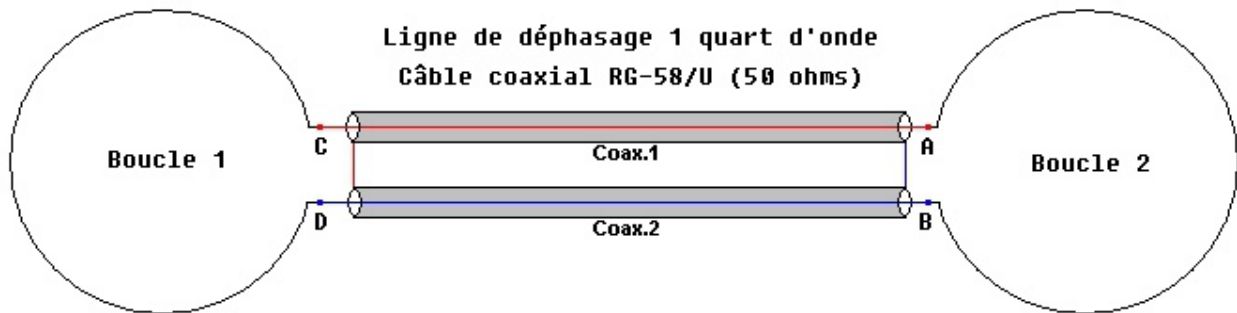 Ligne de déphasage 1 quart d'onde
Câble coaxial RG-58/U (50 ohms)
C
A
Coax.1
Boucle 1
Boucle 2
D
B
Coax.2